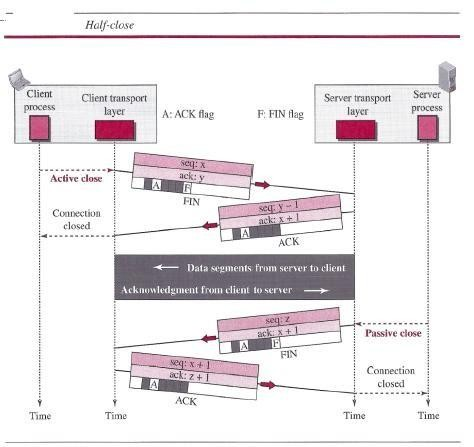 Half-close
Client
process
Client transport
layer
A: ACK flag
F: FIN flag
Server transport
layer
Server
process
Active close
seq: x
ack: y
A
F
FIN
Connection
closed
seq: y – 1
ack: x + 1
A
ACK
Data segments from server to client
Acknowledgment from client to server
seq: z
ack: x + 1
A
F
FIN
Passive close
seq: x + 1
ack: z + 1
A
ACK
Connection
closed
Time
Time
Time
Time